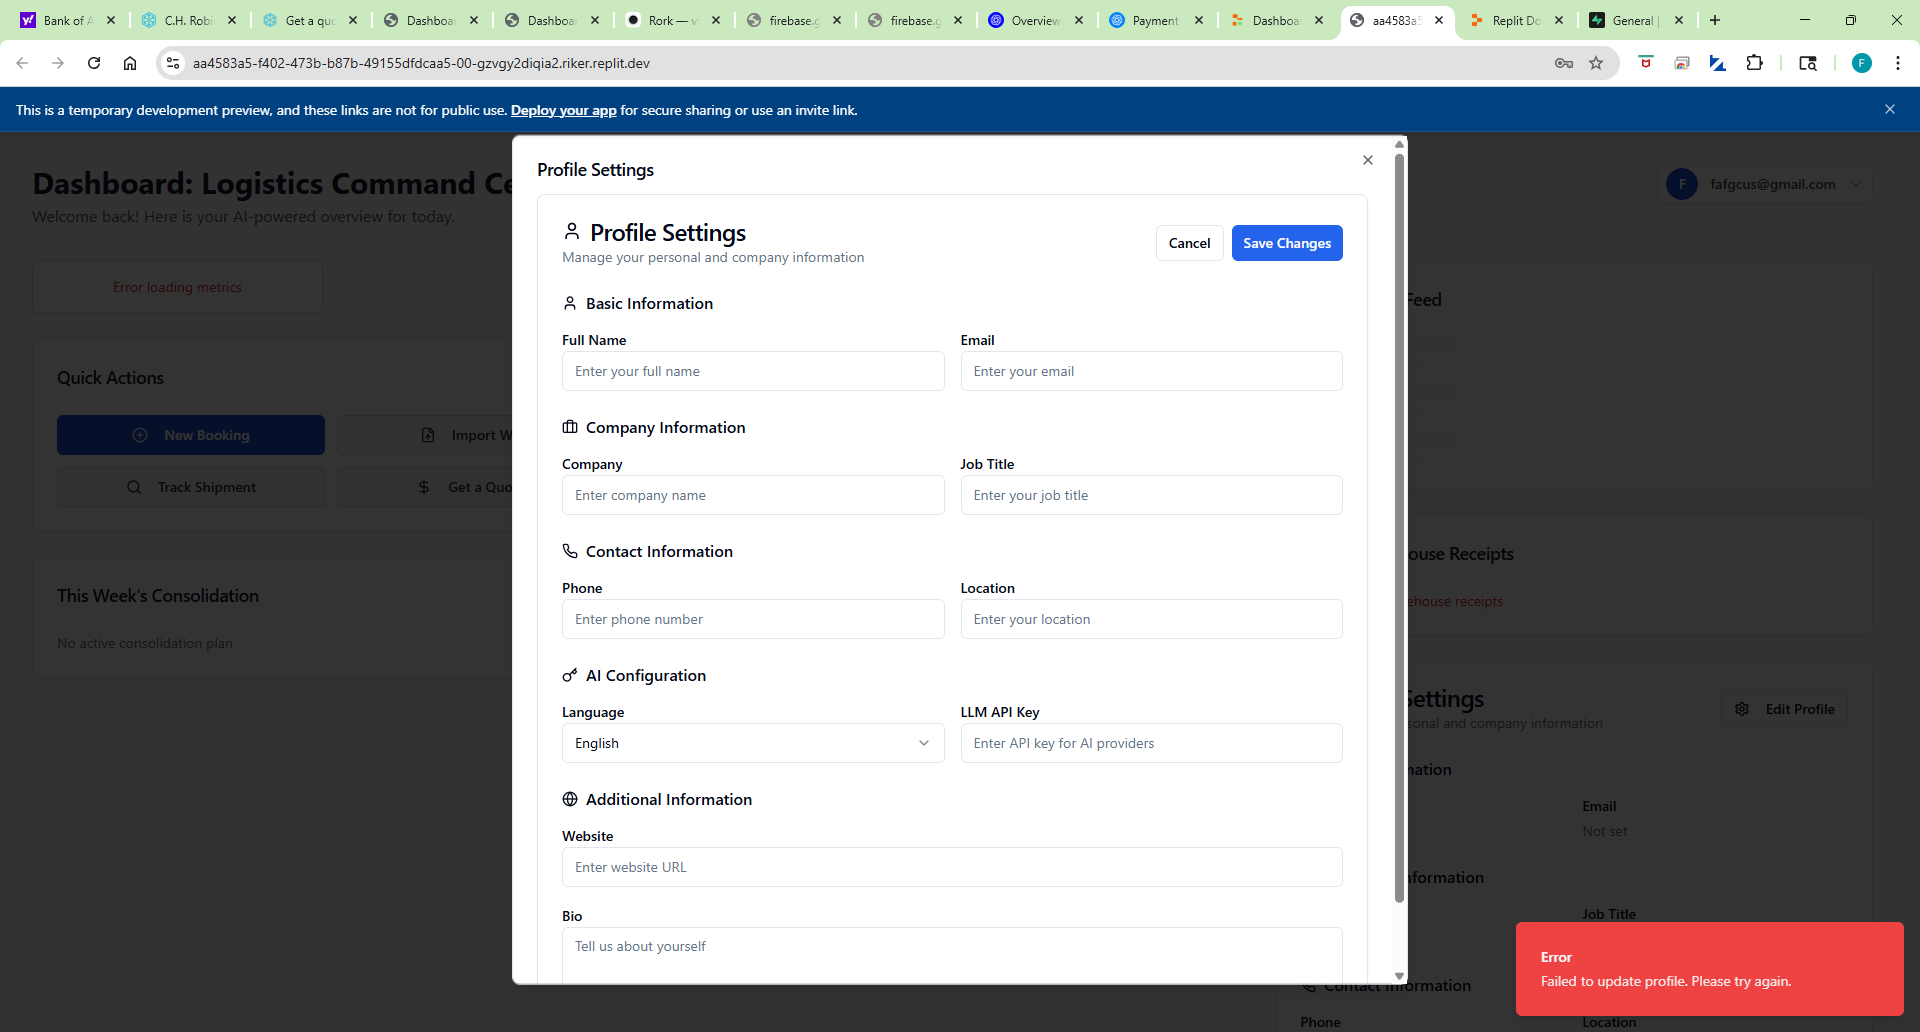 Bank of A
C.H. Robi
Get a quo
Dashboar
Dashboar
Rork — v
firebase.g
firebase.g
Overview
Payment
Dashboa
aa4583a5
Replit Do
General |
aa4583a5-f402-473b-b87b-49155dfdcaa5-00-gzvgy2diqia2.riker.replit.dev
F
This is a temporary development preview, and these links are not for public use. Deploy your app for secure sharing or use an invite link.
Dashboard: Logistics Command Ce
Welcome back! Here is your AI-powered overview for today.
F
fafgcus@gmail.com
Error loading metrics
Quick Actions
New Booking
Import W
Track Shipment
Get a Quo
This Week's Consolidation
No active consolidation plan
Profile Settings
Profile Settings
Manage your personal and company information
Cancel
Save Changes
Basic Information
Full Name
Email
Enter your full name
Enter your email
Company Information
Company
Job Title
Enter company name
Enter your job title
Contact Information
Phone
Location
Enter phone number
Enter your location
AI Configuration
Language
LLM API Key
English
Enter API key for AI providers
Additional Information
Website
Enter website URL
Bio
Tell us about yourself
Feed
ouse Receipts
ehouse receipts
Settings
sonal and company information
Edit Profile
mation
Email
Not set
nformation
Job Title
Contact Information
Phone
Location
Error
Failed to update profile. Please try again.